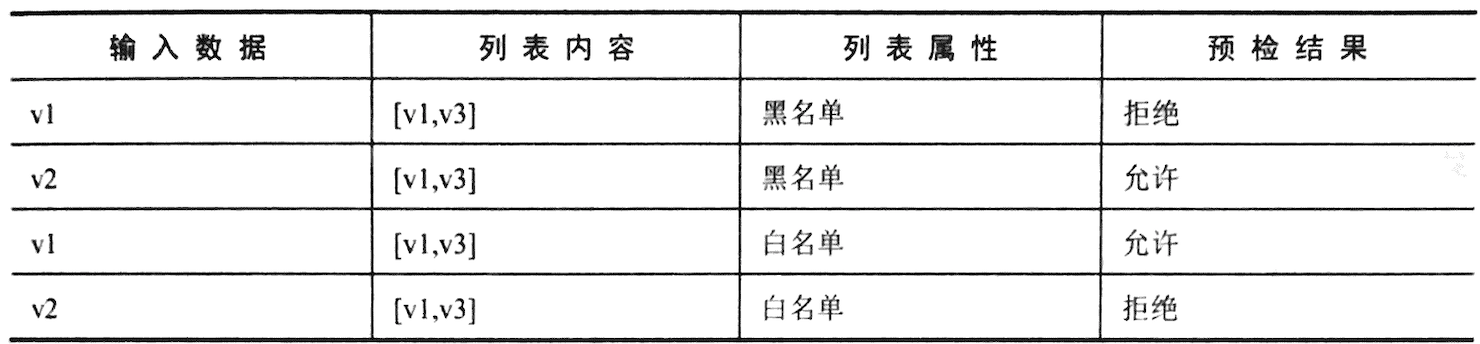 输入数据 列表内容 列表属性 预检结果
v1 [v1,v3] 黑名单 拒绝
v2 [v1,v3] 黑名单 允许
v1 [v1,v3] 白名单 允许
v2 [v1,v3] 白名单 拒绝